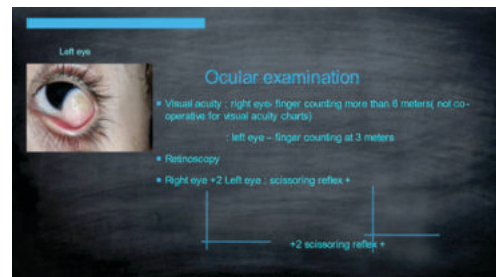 Left eye
Ocular examination
Visual acuity : right eye- finger counting more than 6 meters( not co-
operative for visual acuity charts)
: left eye – finger counting at 3 meters
Retinoscopy
Right eye +2 Left eye : scissoring reflex +
+2 scissoring reflex +